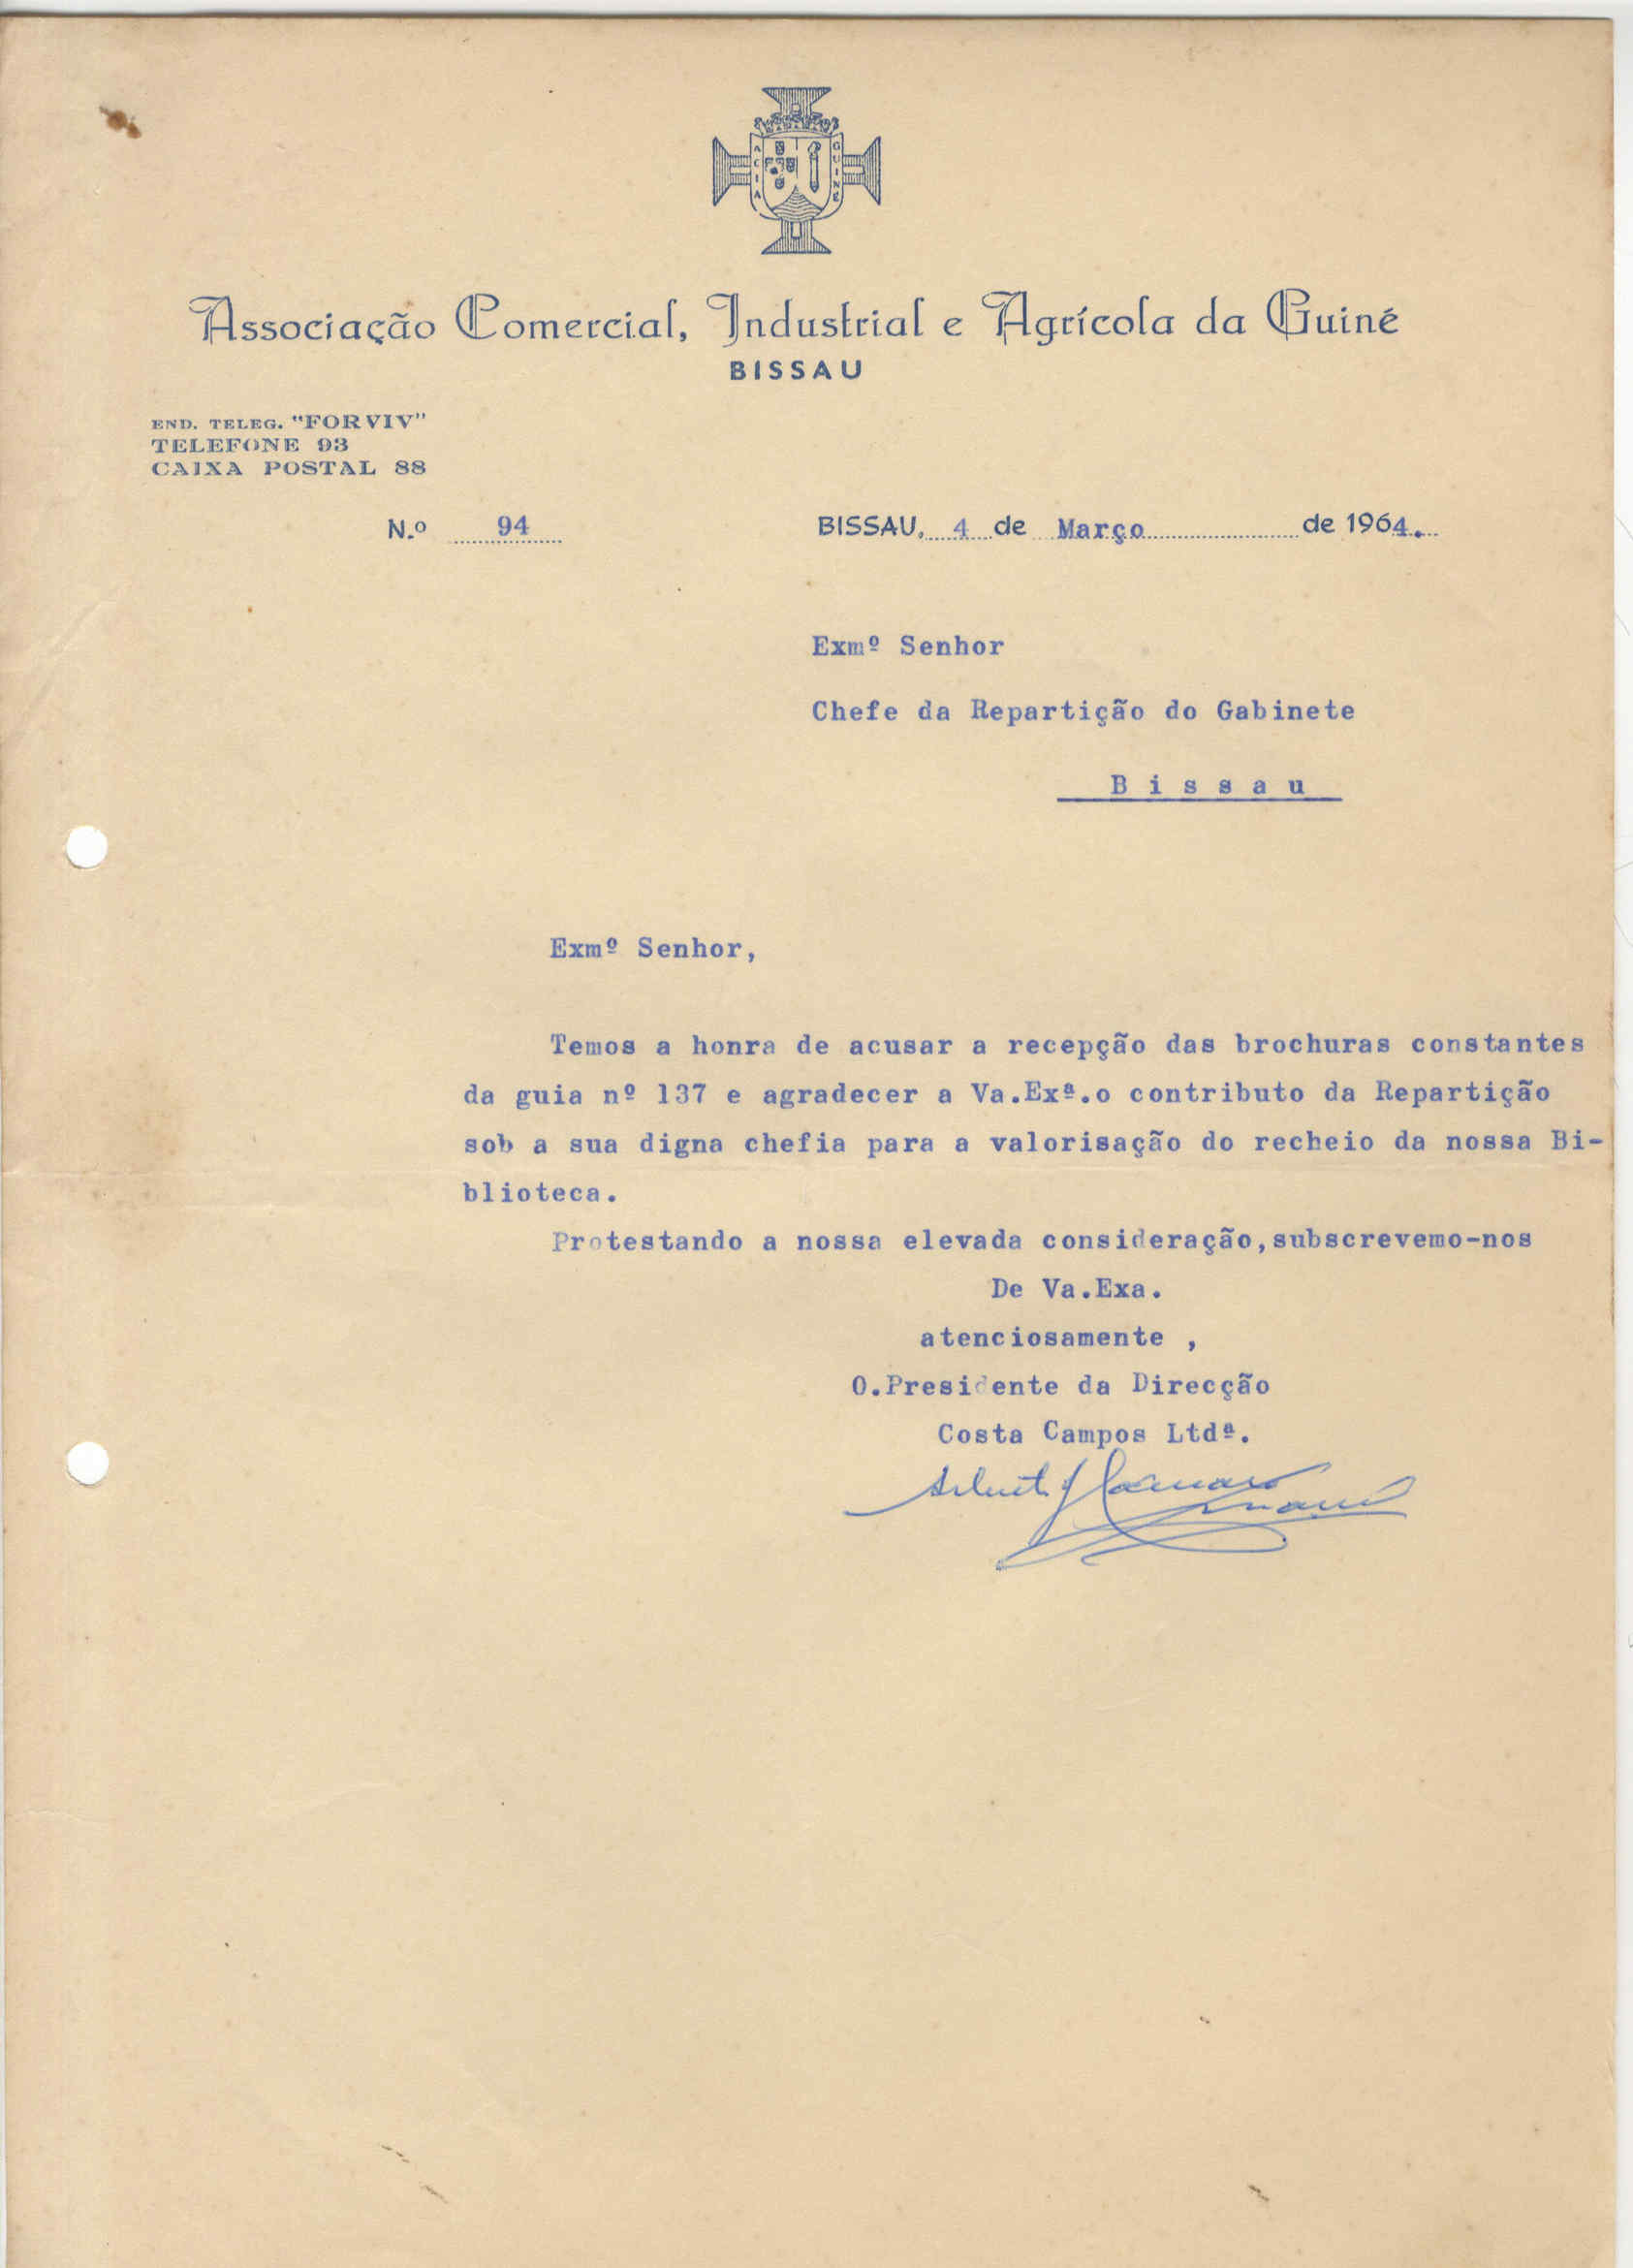 ACIA
GUINÉ
Associação Comercial, Industrial e Agrícola da Guiné
BISSAU
END. TELEG. "FORVIV"
TELEFONE 93
CAIXA POSTAL 88
N.º 94
BISSAU, 4 de Março de 1964.
Exmº Senhor
Chefe da Repartição do Gabinete
Bissau
Exmº Senhor,
Temos a honra de acusar a recepção das brochuras constantes
da guia nº 137 e agradecer a Va.Exª.o contributo da Repartição
sob a sua digna chefia para a valorisação do recheio da nossa Bi-
blioteca.
Protestando a nossa elevada consideração,subscrevemo-nos
De Va.Exa.
atenciosamente ,
O.Presidente da Direcção
Costa Campos Ltdª.